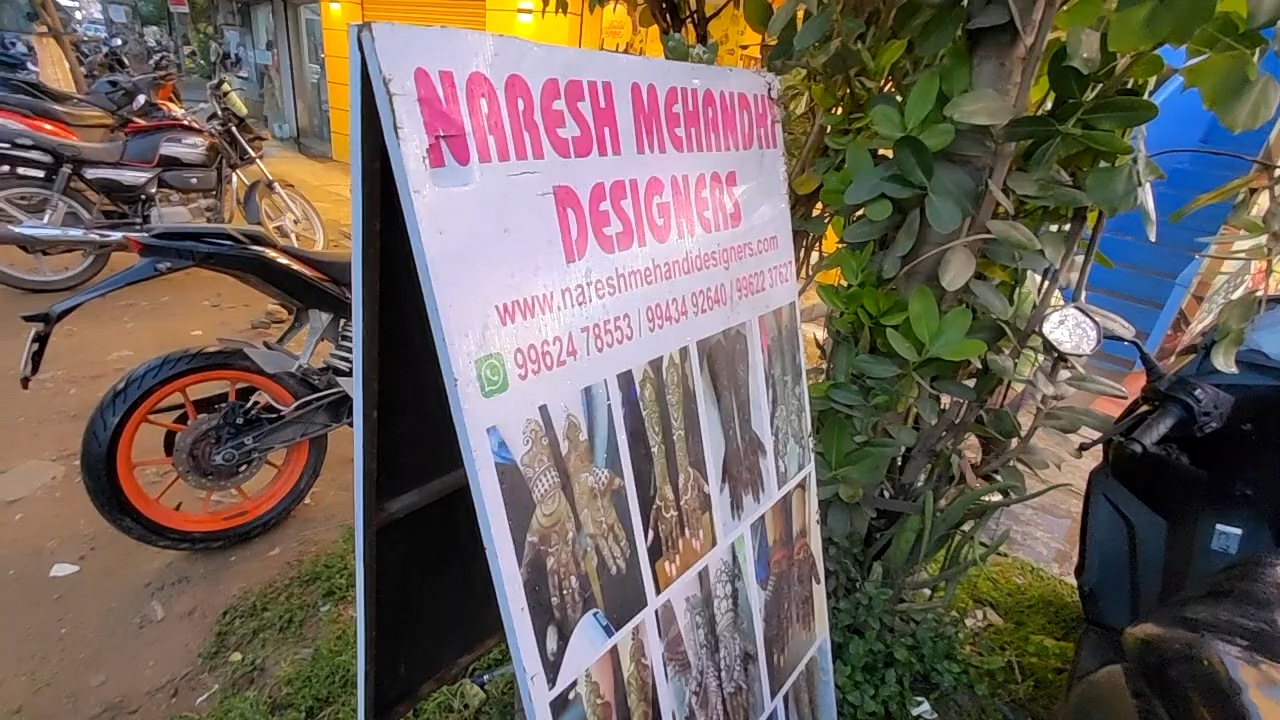 NARESH MEHANDHI
DESIGNERS
www.nareshmehandidesigners.com
99624 78553 / 99434 92640 / 99622 37627